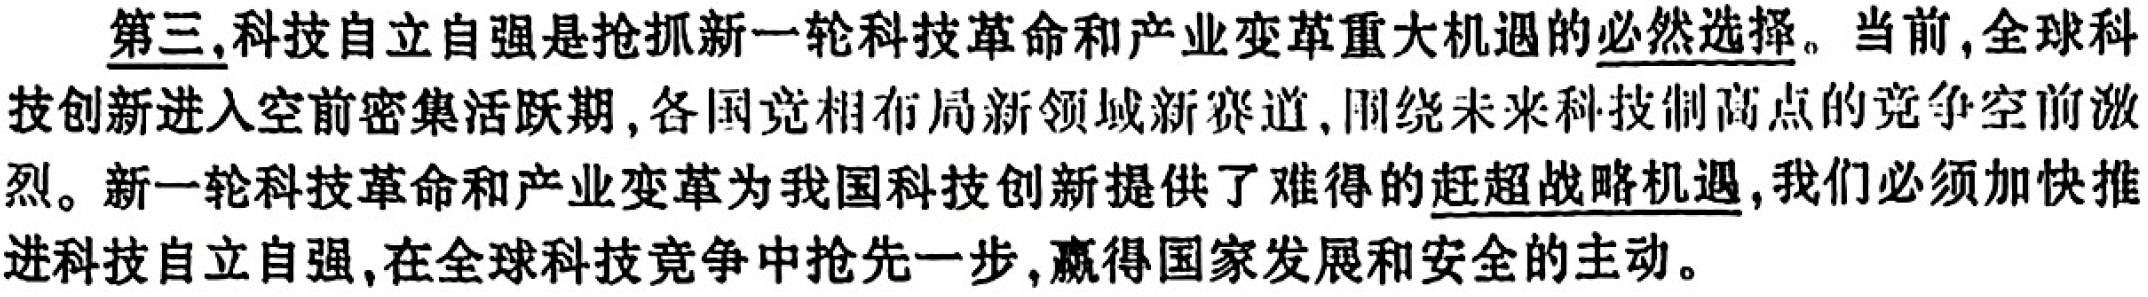 第三,科技自立自强是抢抓新一轮科技革命和产业变革重大机遇的必然选择。当前,全球科
技创新进入空前密集活跃期,各国竞相布局新领域新赛道,围绕未来科技制高点的竞争空前激
烈。新一轮科技革命和产业变革为我国科技创新提供了难得的赶超战略机遇,我们必须加快推
进科技自立自强,在全球科技竞争中抢先一步,赢得国家发展和安全的主动。